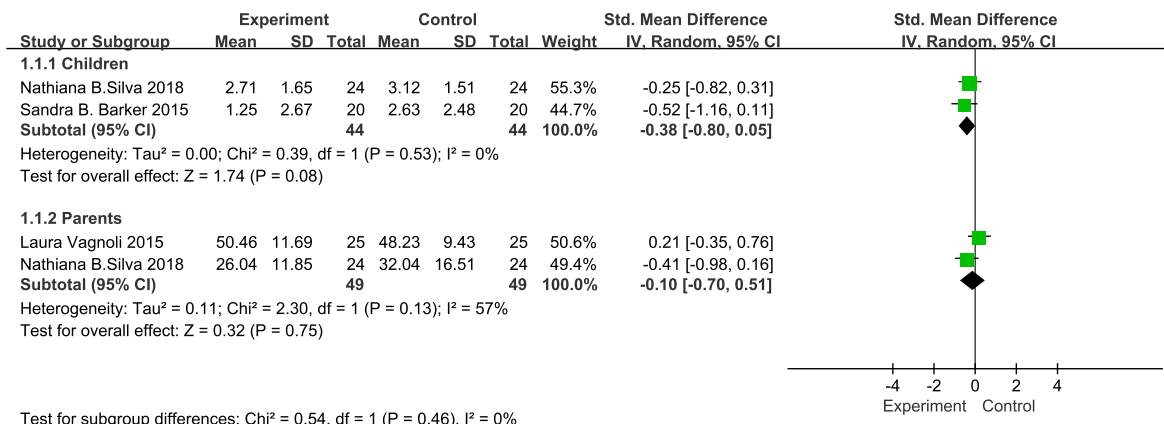 Experiment Control Std. Mean Difference Std. Mean Difference
Study or Subgroup Mean SD Total Mean SD Total Weight IV, Random, 95% CI IV, Random, 95% CI
1.1.1 Children
Nathiana B.Silva 2018 2.71 1.65 24 3.12 1.51 24 55.3% -0.25 [-0.82, 0.31]
Sandra B. Barker 2015 1.25 2.67 20 2.63 2.48 20 44.7% -0.52 [-1.16, 0.11]
Subtotal (95% CI) 44 44 100.0% -0.38 [-0.80, 0.05]
Heterogeneity: Tau² = 0.00; Chi² = 0.39, df = 1 (P = 0.53); I² = 0%
Test for overall effect: Z = 1.74 (P = 0.08)
1.1.2 Parents
Laura Vagnoli 2015 50.46 11.69 25 48.23 9.43 25 50.6% 0.21 [-0.35, 0.76]
Nathiana B.Silva 2018 26.04 11.85 24 32.04 16.51 24 49.4% -0.41 [-0.98, 0.16]
Subtotal (95% CI) 49 49 100.0% -0.10 [-0.70, 0.51]
Heterogeneity: Tau² = 0.11; Chi² = 2.30, df = 1 (P = 0.13); I² = 57%
Test for overall effect: Z = 0.32 (P = 0.75)
-4 -2 0 2 4
Experiment Control
Test for subgroup differences: Chi² = 0.54, df = 1 (P = 0.46), I² = 0%